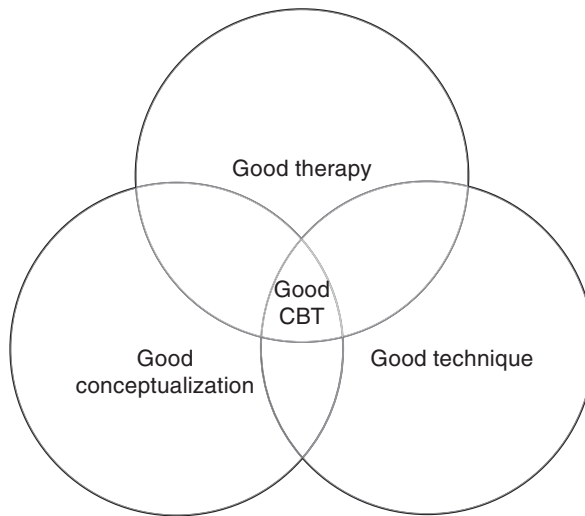 Good therapy
Good
CBT
Good
conceptualization
Good technique